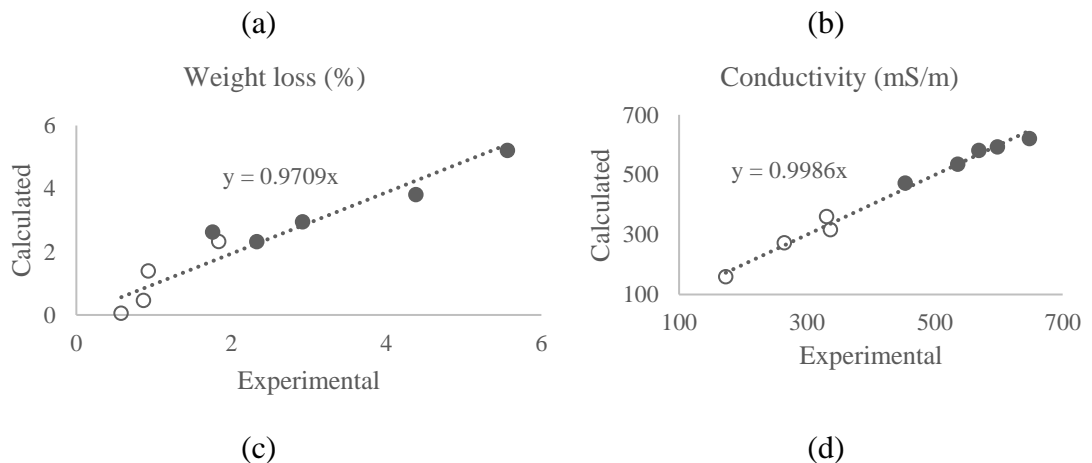 (a)
(b)
Weight loss (%)
6
4
2
0
0
2
4
6
Calculated
Experimental
y = 0.9709x
Conductivity (mS/m)
700
500
300
100
100
300
500
700
Calculated
Experimental
y = 0.9986x
(c)
(d)